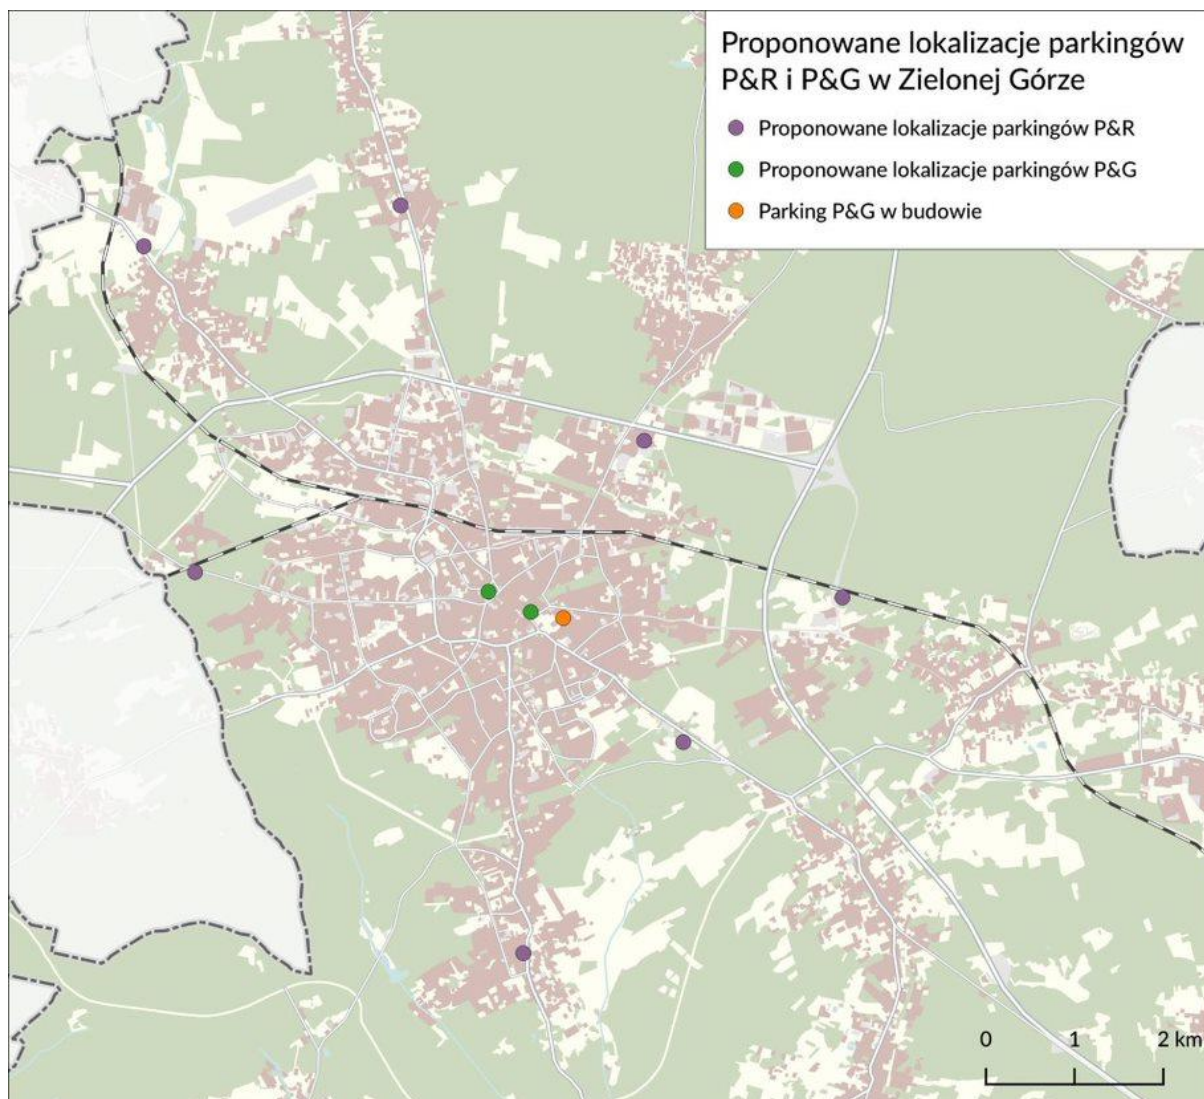 Proponowane lokalizacje parkingów
P&R i P&G w Zielonej Górze
Proponowane lokalizacje parkingów P&R
Proponowane lokalizacje parkingów P&G
Parking P&G w budowie
0 1 2 km